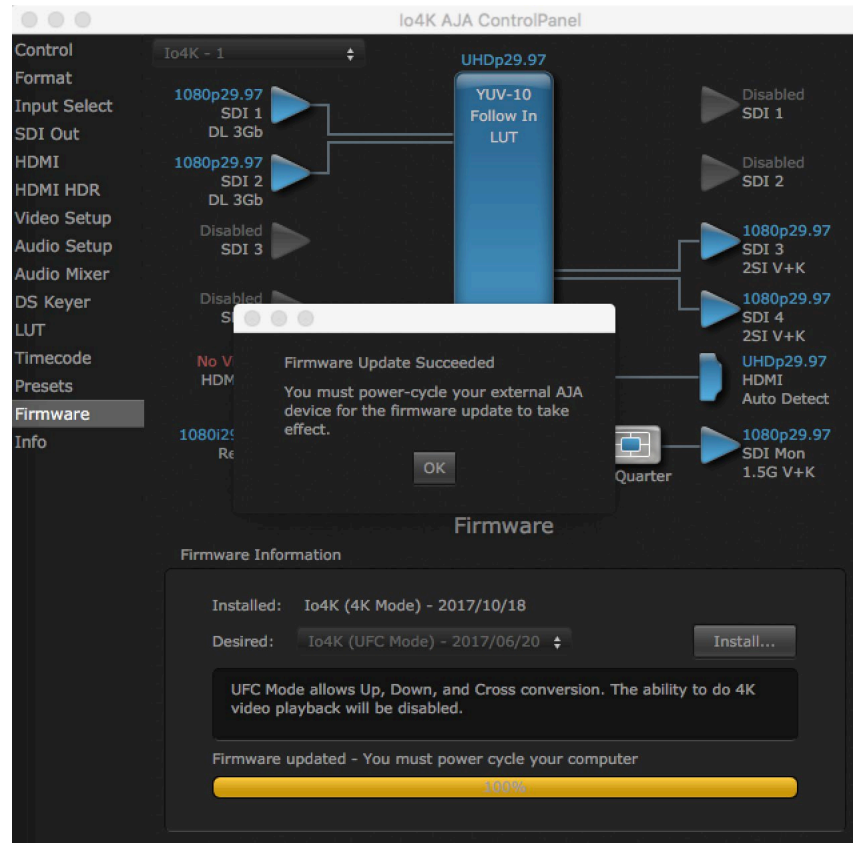 Io4K AJA ControlPanel
Control
Format
Input Select
SDI Out
HDMI
HDMI HDR
Video Setup
Audio Setup
Audio Mixer
DS Keyer
LUT
Timecode
Presets
Firmware
Info
Io4K - 1
UHDp29.97
YUV-10
Follow In
LUT
1080p29.97
SDI 1
DL 3Gb
1080p29.97
SDI 2
DL 3Gb
Disabled
SDI 3
Disabled
No V
HDM
1080i29
Re
Disabled
SDI 1
Disabled
SDI 2
1080p29.97
SDI 3
2SI V+K
1080p29.97
SDI 4
2SI V+K
UHDp29.97
HDMI
Auto Detect
1080p29.97
SDI Mon
1.5G V+K
Quarter
Firmware Update Succeeded
You must power-cycle your external AJA
device for the firmware update to take
effect.
OK
Firmware
Firmware Information
Installed: Io4K (4K Mode) - 2017/10/18
Desired: Io4K (UFC Mode) - 2017/06/20
Install...
UFC Mode allows Up, Down, and Cross conversion. The ability to do 4K
video playback will be disabled.
Firmware updated - You must power cycle your computer
100%